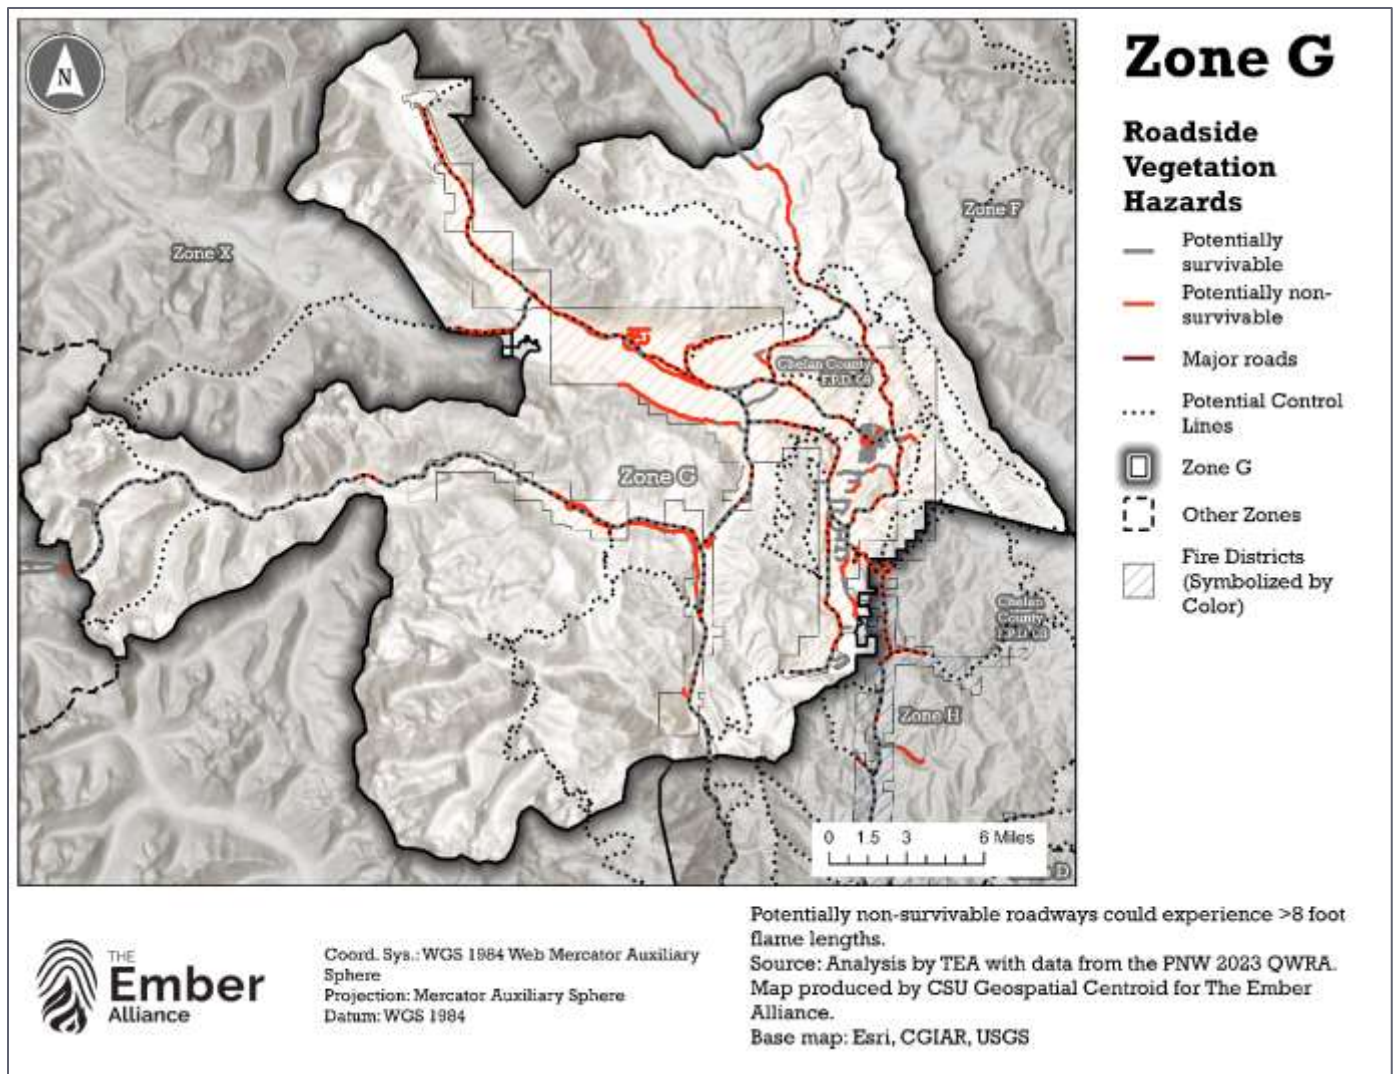 Zone G
N
Roadside
Vegetation
Hazards
Potentially
survivable
Potentially non-
survivable
Major roads
Potential Control
Lines
Zone G
Other Zones
Fire Districts
(Symbolized by
Color)
Zone F
Zone X
Chelan County
Zone G
Chelan
County
Zone H
0 1.5 3 6 Miles
D
THE
Ember
Alliance
Coord. Sys.: WGS 1984 Web Mercator Auxiliary
Sphere
Projection: Mercator Auxiliary Sphere
Datum: WGS 1984
Potentially non-survivable roadways could experience >8 foot
flame lengths.
Source: Analysis by TEA with data from the PNW 2023 QWRA.
Map produced by CSU Geospatial Centroid for The Ember
Alliance.
Base map: Esri, CGIAR, USGS